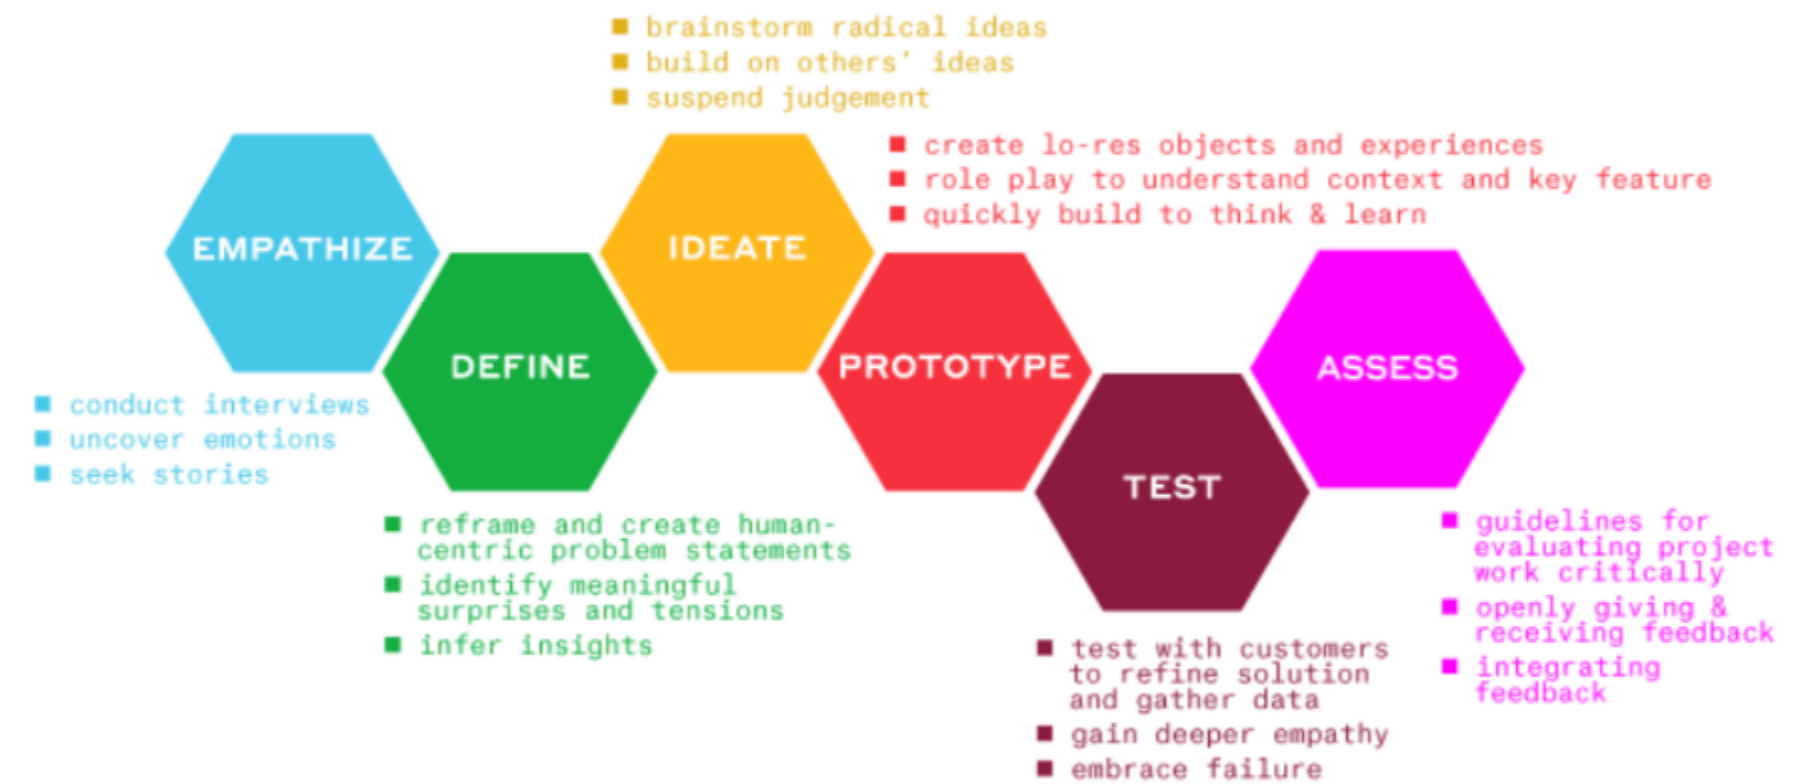 EMPATHIZE
■ conduct interviews
■ uncover emotions
■ seek stories
DEFINE
■ reframe and create human-
centric problem statements
■ identify meaningful
surprises and tensions
■ infer insights
■ brainstorm radical ideas
■ build on others’ ideas
■ suspend judgement
IDEATE
■ create lo-res objects and experiences
■ role play to understand context and key feature
■ quickly build to think & learn
PROTOTYPE
TEST
■ test with customers
to refine solution
and gather data
■ gain deeper empathy
■ embrace failure
ASSESS
■ guidelines for
evaluating project
work critically
■ openly giving &
receiving feedback
■ integrating
feedback